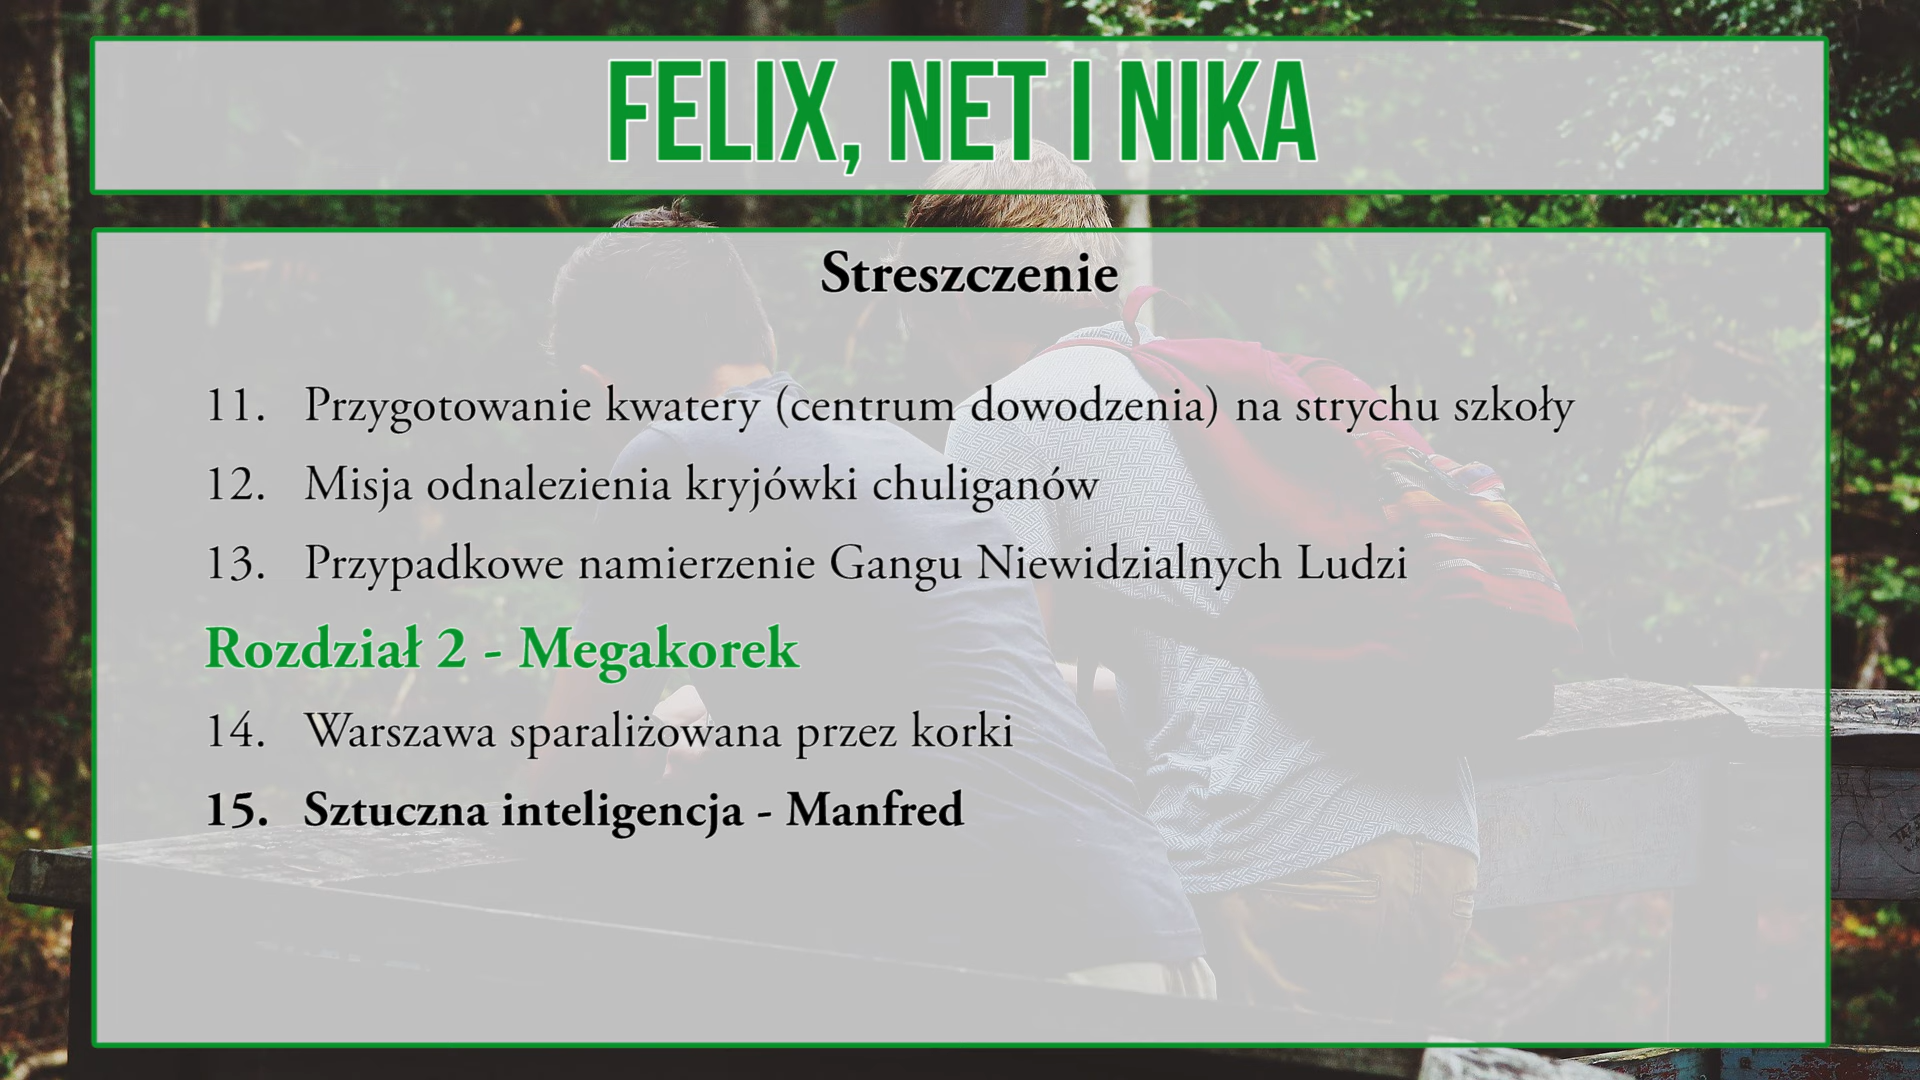 FELIX, NET I NIKA
Streszczenie
11. Przygotowanie kwatery (centrum dowodzenia) na strychu szkoły
12. Misja odnalezienia kryjówki chuliganów
13. Przypadkowe namierzenie Gangu Niewidzialnych Ludzi
Rozdział 2 - Megakorek
14. Warszawa sparaliżowana przez korki
15. Sztuczna inteligencja - Manfred